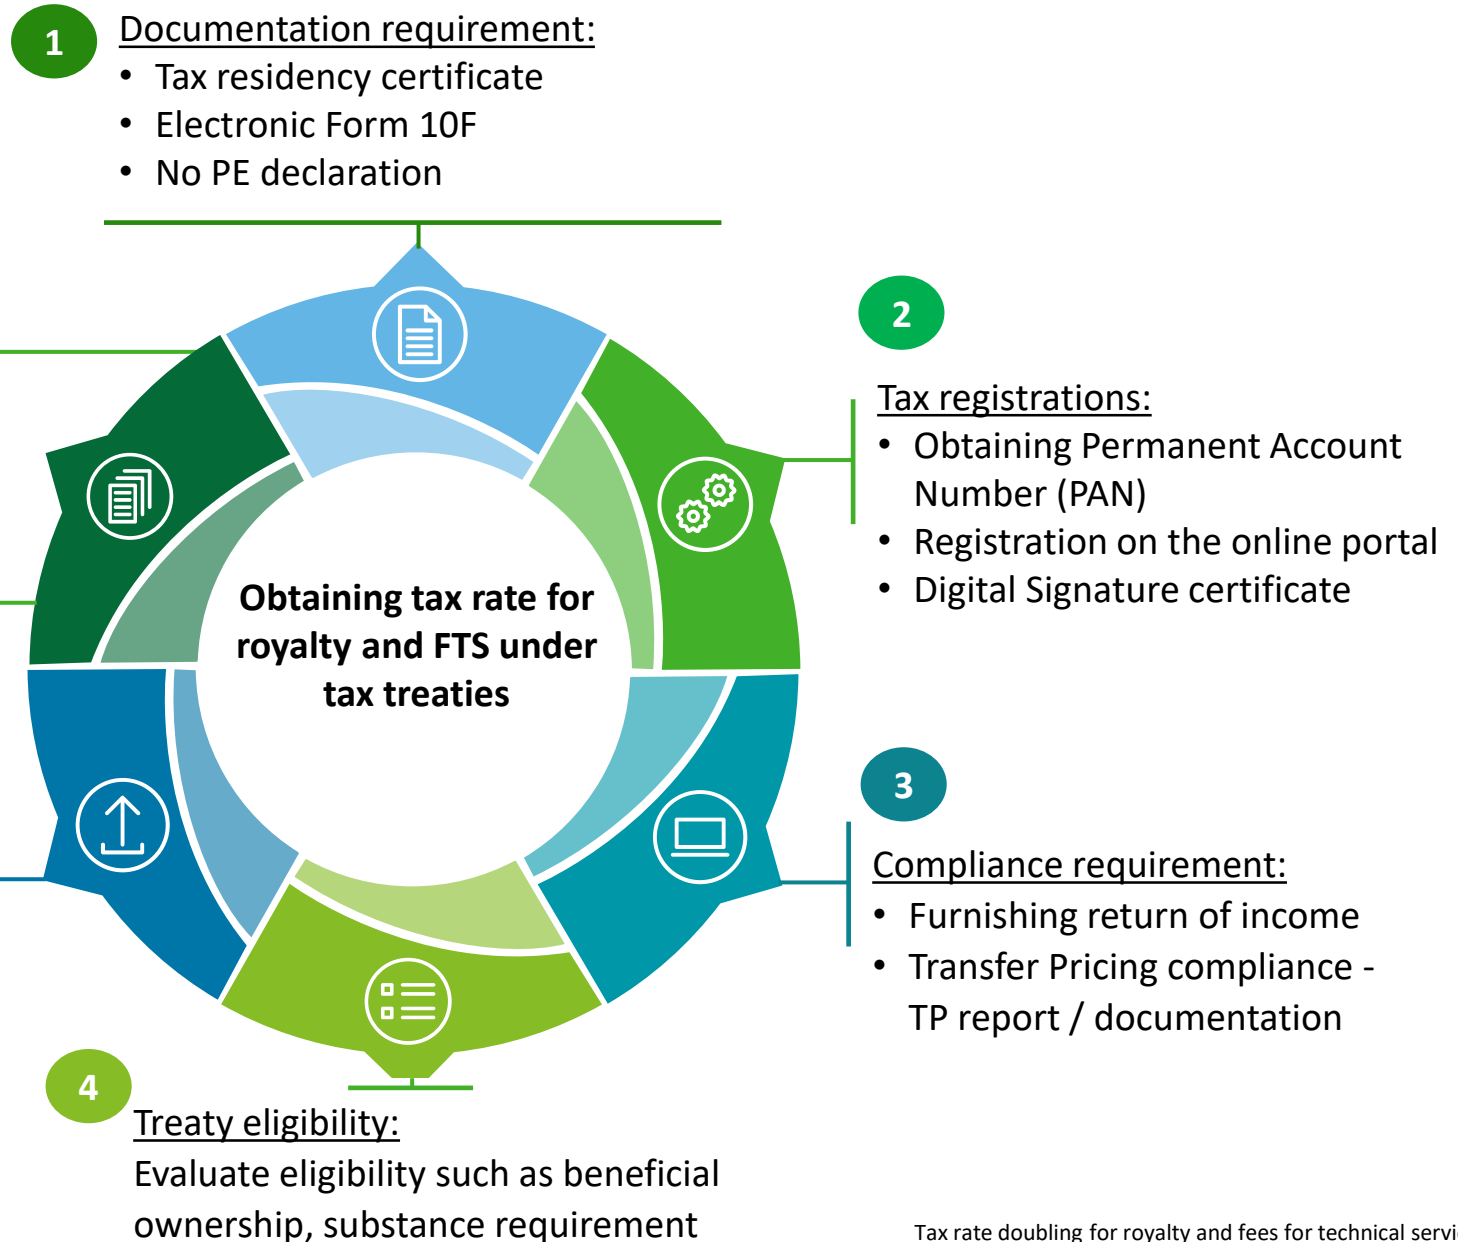 1
Documentation requirement:
• Tax residency certificate
• Electronic Form 10F
• No PE declaration
2
Tax registrations:
• Obtaining Permanent Account
Number (PAN)
• Registration on the online portal
• Digital Signature certificate
Obtaining tax rate for
royalty and FTS under
tax treaties
3
Compliance requirement:
• Furnishing return of income
• Transfer Pricing compliance -
TP report / documentation
4
Treaty eligibility:
Evaluate eligibility such as beneficial
ownership, substance requirement
Tax rate doubling for royalty and fees for technical